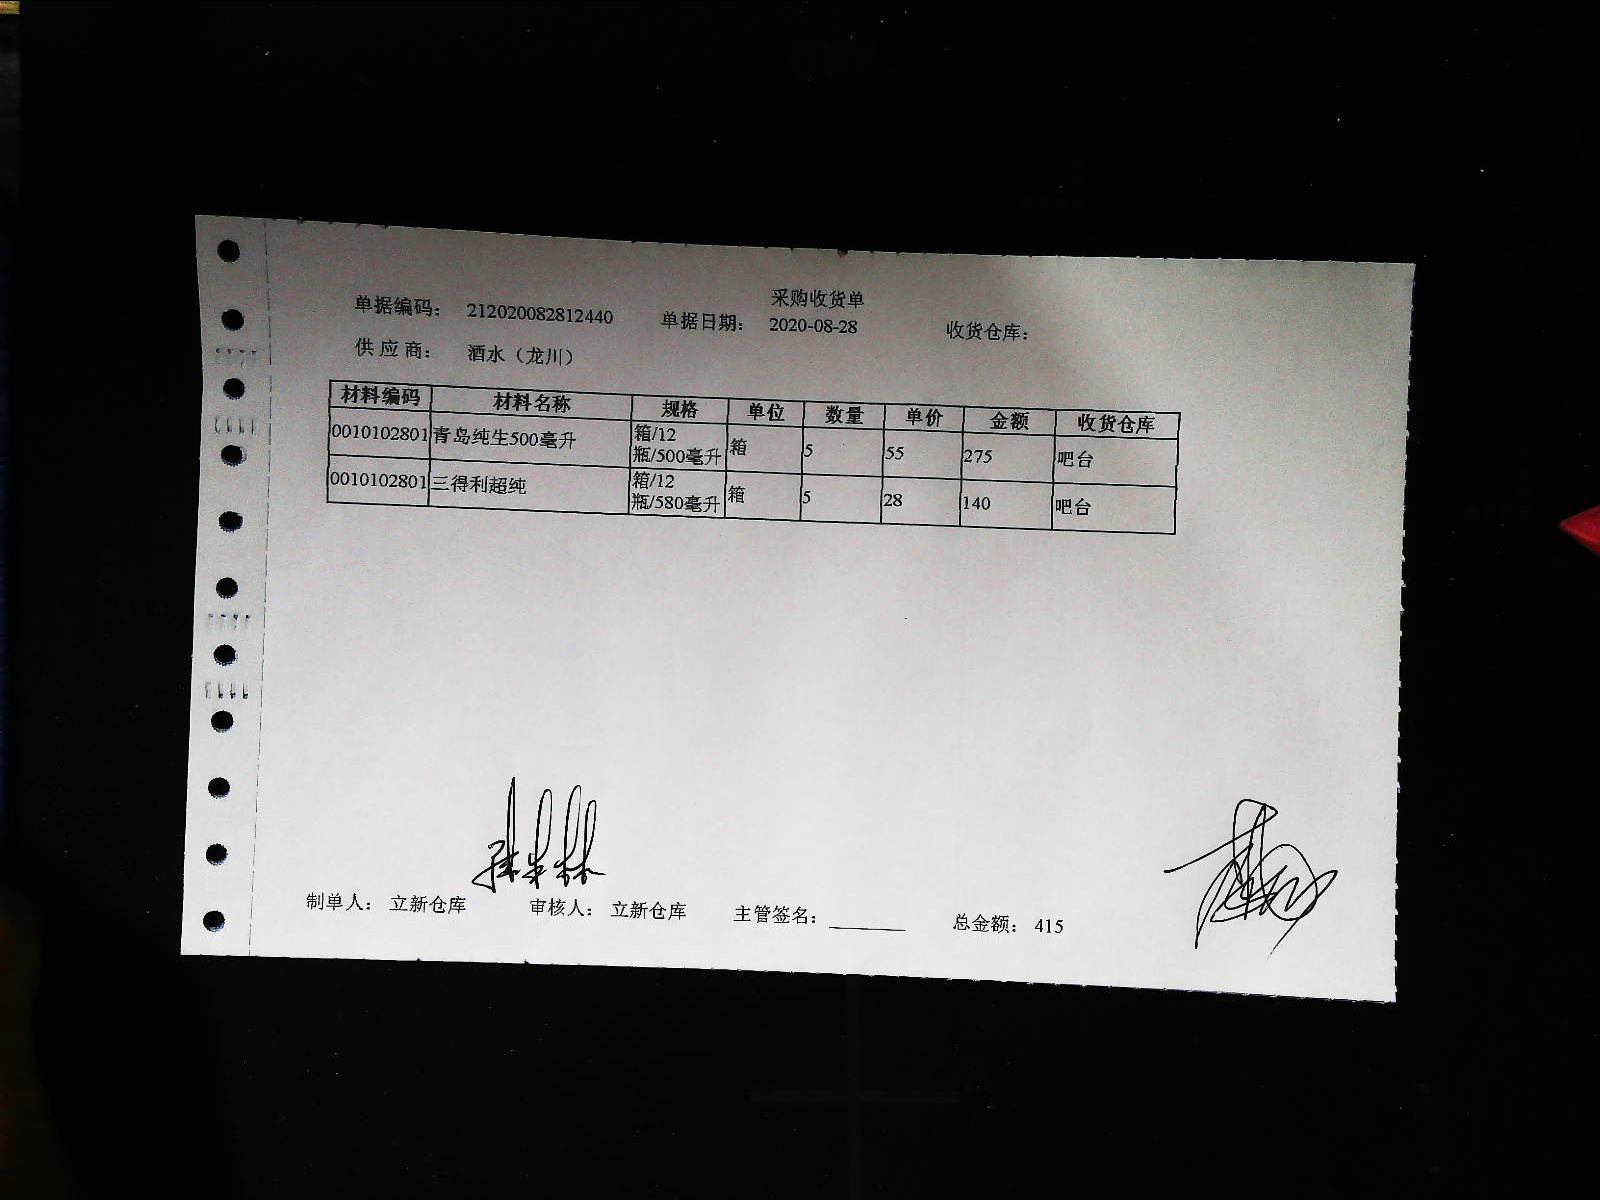 采购收货单
单据编码： 212020082812440 单据日期： 2020-08-28 收货仓库：
供 应 商： 酒水（龙川）
材料编码 材料名称 规格 单位 数量 单价 金额 收货仓库
0010102801 青岛纯生500毫升 箱/12 箱 5 55 275 吧台
瓶/500毫升
0010102801 三得利超纯 箱/12 箱 5 28 140 吧台
瓶/580毫升
制单人： 立新仓库 审核人： 立新仓库 主管签名： 总金额： 415